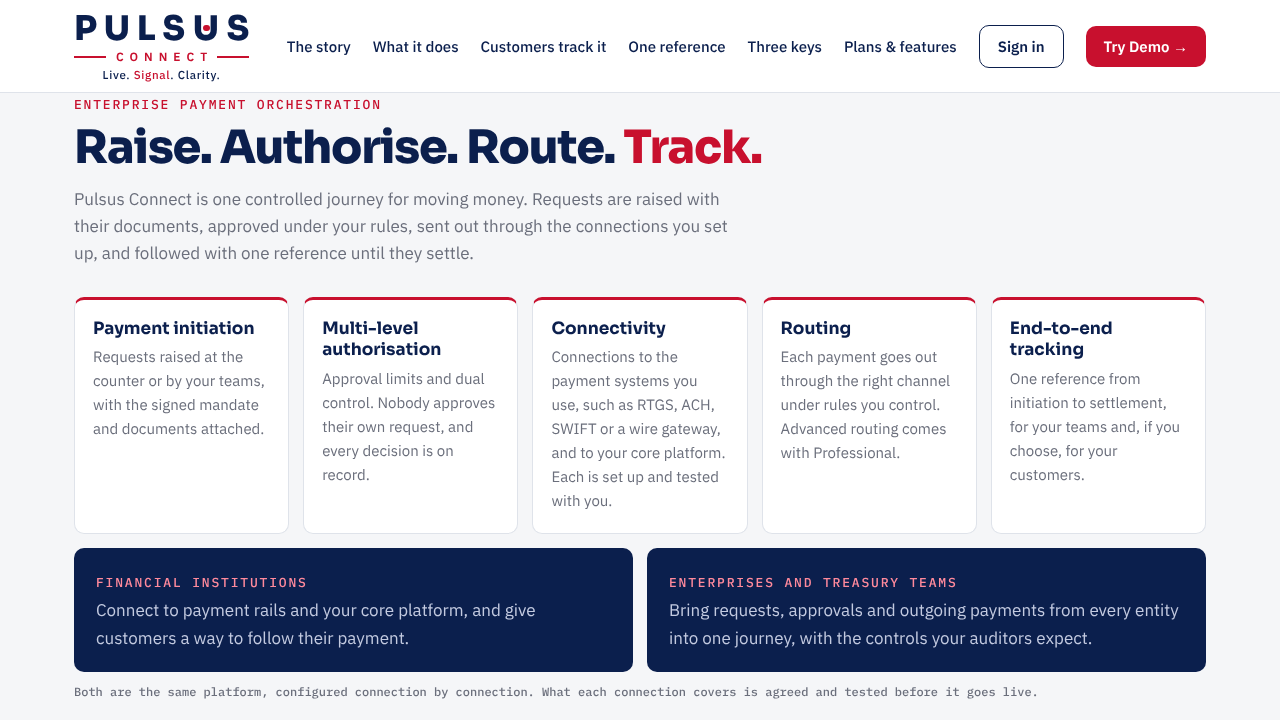 PULSUS
CONNECT
Live. Signal. Clarity.
The story
What it does
Customers track it
One reference
Three keys
Plans & features
Sign in
Try Demo →
ENTERPRISE PAYMENT ORCHESTRATION
Raise. Authorise. Route. Track.
Pulsus Connect is one controlled journey for moving money. Requests are raised with
their documents, approved under your rules, sent out through the connections you set
up, and followed with one reference until they settle.
Payment initiation
Requests raised at the
counter or by your teams,
with the signed mandate
and documents attached.
Multi-level
authorisation
Approval limits and dual
control. Nobody approves
their own request, and
every decision is on
record.
Connectivity
Connections to the
payment systems you
use, such as RTGS, ACH,
SWIFT or a wire gateway,
and to your core platform.
Each is set up and tested
with you.
Routing
Each payment goes out
through the right channel
under rules you control.
Advanced routing comes
with Professional.
End-to-end
tracking
One reference from
initiation to settlement,
for your teams and, if you
choose, for your
customers.
FINANCIAL INSTITUTIONS
Connect to payment rails and your core platform, and give
customers a way to follow their payment.
ENTERPRISES AND TREASURY TEAMS
Bring requests, approvals and outgoing payments from every entity
into one journey, with the controls your auditors expect.
Both are the same platform, configured connection by connection. What each connection covers is agreed and tested before it goes live.